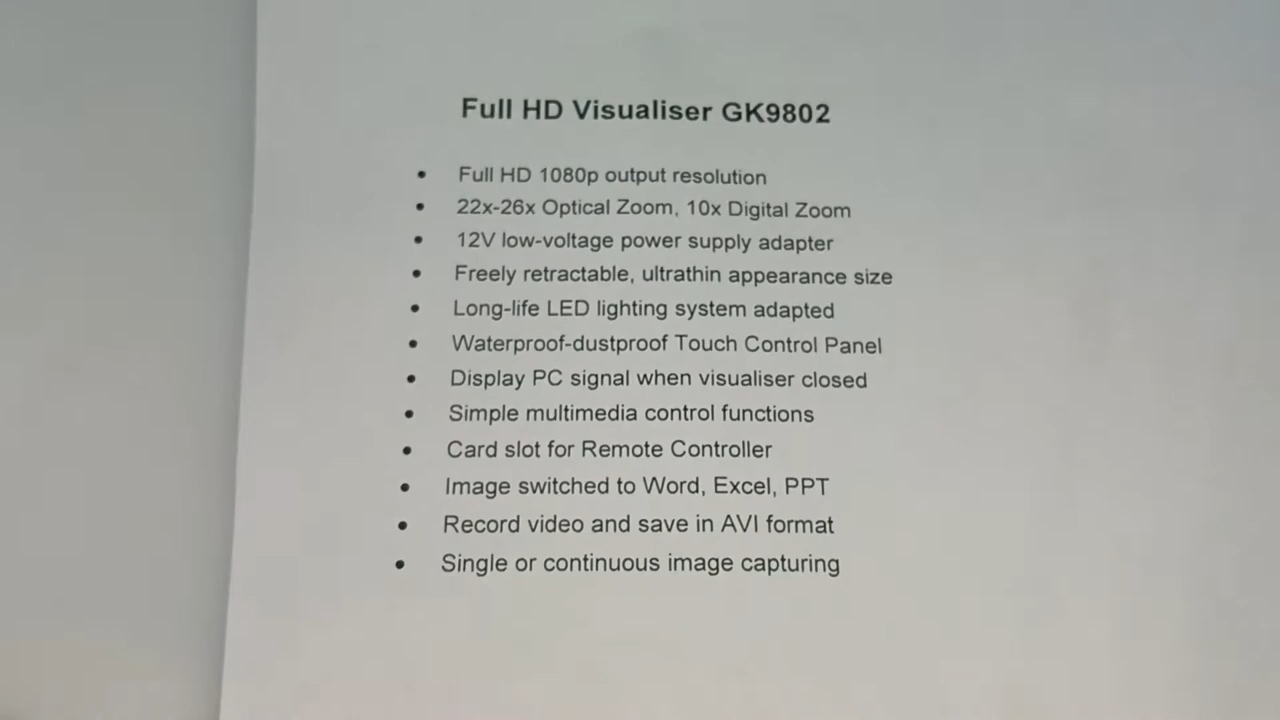 Full HD Visualiser GK9802
• Full HD 1080p output resolution
• 22x-26x Optical Zoom, 10x Digital Zoom
• 12V low-voltage power supply adapter
• Freely retractable, ultrathin appearance size
• Long-life LED lighting system adapted
• Waterproof-dustproof Touch Control Panel
• Display PC signal when visualiser closed
• Simple multimedia control functions
• Card slot for Remote Controller
• Image switched to Word, Excel, PPT
• Record video and save in AVI format
• Single or continuous image capturing